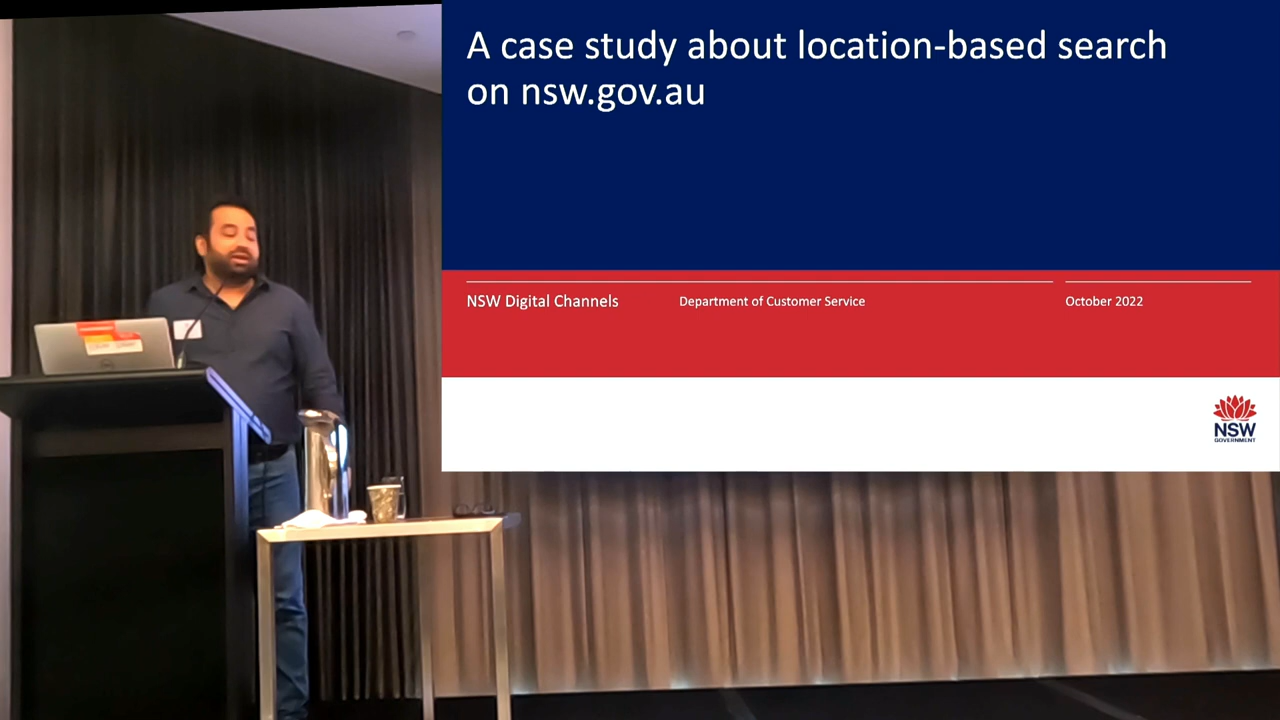 A case study about location-based search
on nsw.gov.au
NSW Digital Channels
Department of Customer Service
October 2022
NSW
GOVERNMENT